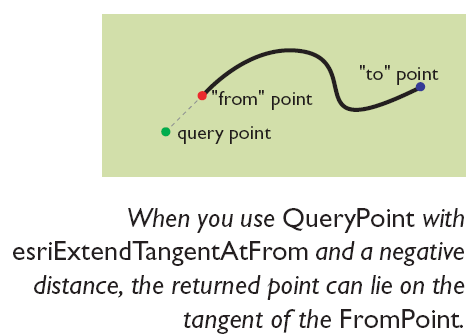 "to" point
"from" point
query point
When you use QueryPoint with
esriExtendTangentAtFrom and a negative
distance, the returned point can lie on the
tangent of the FromPoint.